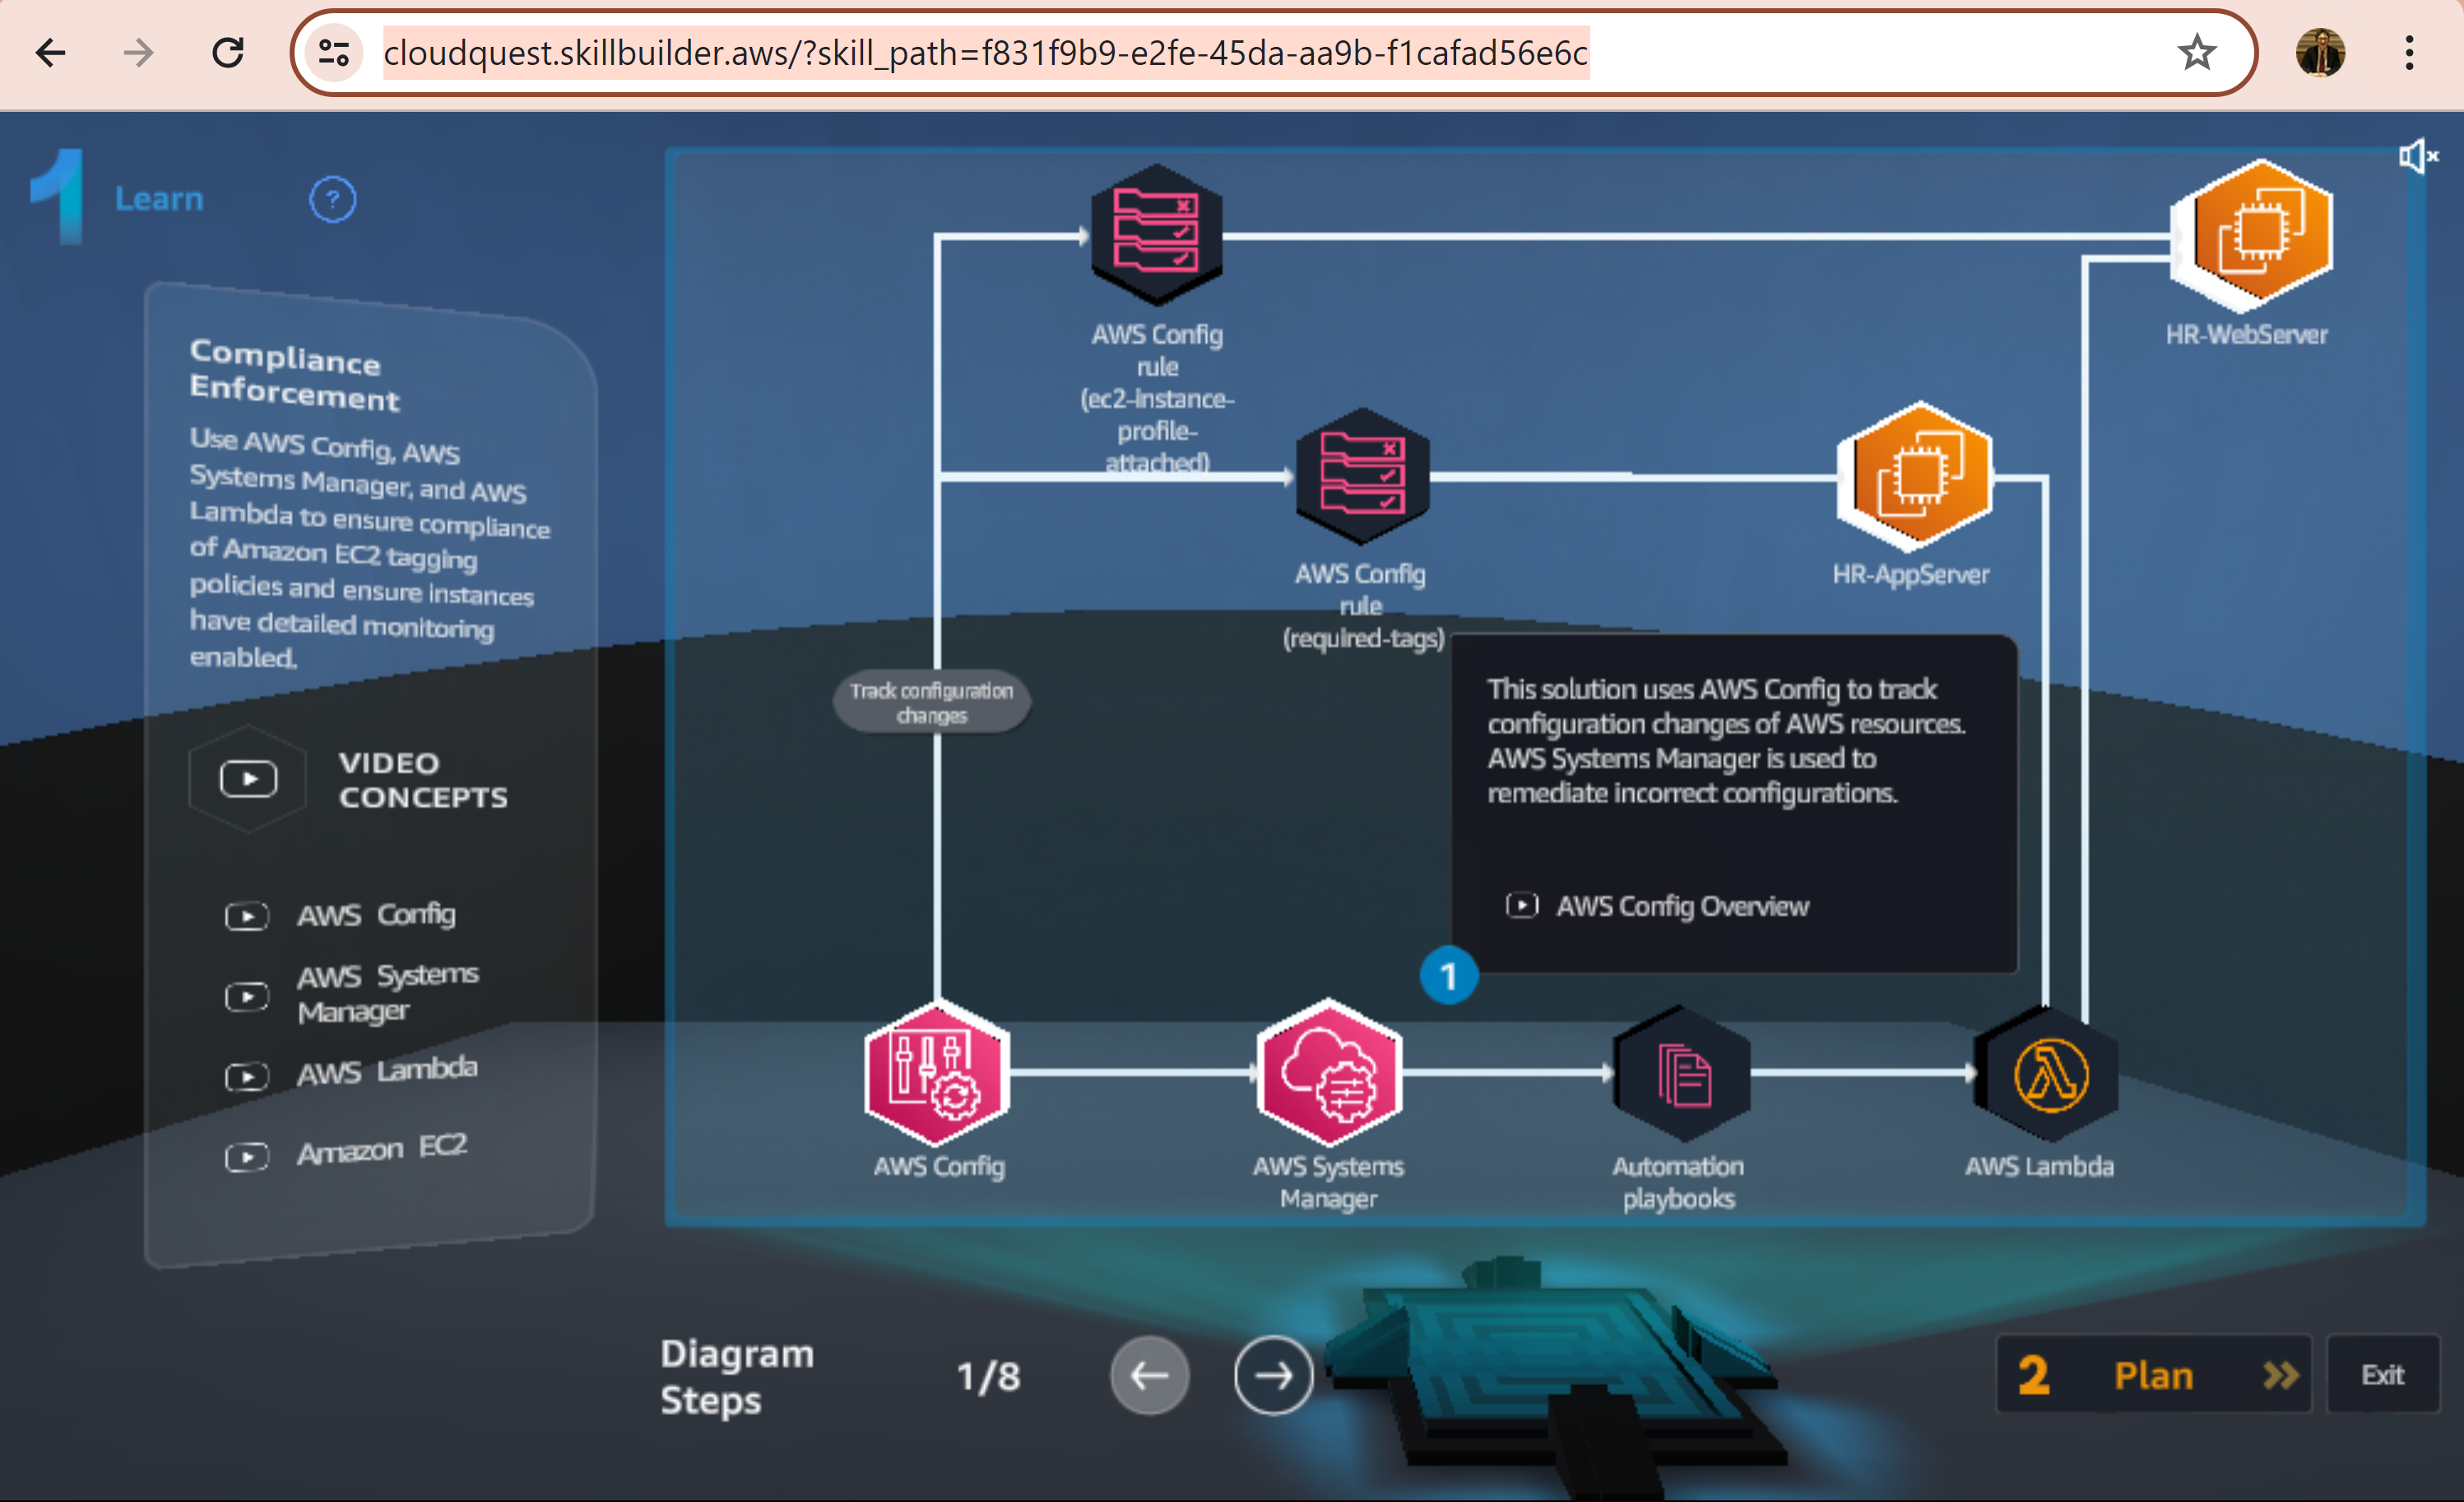 cloudquest.skillbuilder.aws/?skill_path=f831f9b9-e2fe-45da-aa9b-f1cafad56e6c
1 Learn ?
Compliance
Enforcement
Use AWS Config, AWS
Systems Manager, and AWS
Lambda to ensure compliance
of Amazon EC2 tagging
policies and ensure instances
have detailed monitoring
enabled.
VIDEO
CONCEPTS
AWS Config
AWS Systems
Manager
AWS Lambda
Amazon EC2
AWS Config
rule
(ec2-instance-
profile-
attached)
HR-WebServer
AWS Config
rule
(required-tags)
HR-AppServer
Track configuration
changes
This solution uses AWS Config to track
configuration changes of AWS resources.
AWS Systems Manager is used to
remediate incorrect configurations.
AWS Config Overview
1
AWS Config
AWS Systems
Manager
Automation
playbooks
AWS Lambda
Diagram
Steps
1/8
2 Plan
Exit